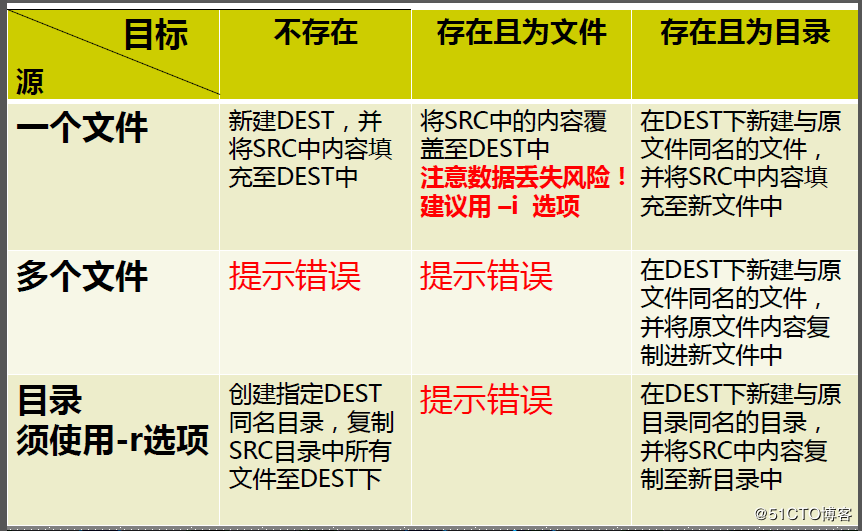 目标
不存在
存在且为文件
存在且为目录
源
一个文件
新建DEST，并
将SRC中内容填
充至DEST中
将SRC中的内容覆
盖至DEST中
注意数据丢失风险！
建议用 –i 选项
在DEST下新建与原
文件同名的文件，
并将SRC中内容填
充至新文件中
多个文件
提示错误
提示错误
在DEST下新建与原
文件同名的文件，
并将原文件内容复
制进新文件中
目录
须使用-r选项
创建指定DEST
同名目录，复制
SRC目录中所有
文件至DEST下
提示错误
在DEST下新建与原
目录同名的目录，
并将SRC中内容复
制至新目录中
@51CTO博客